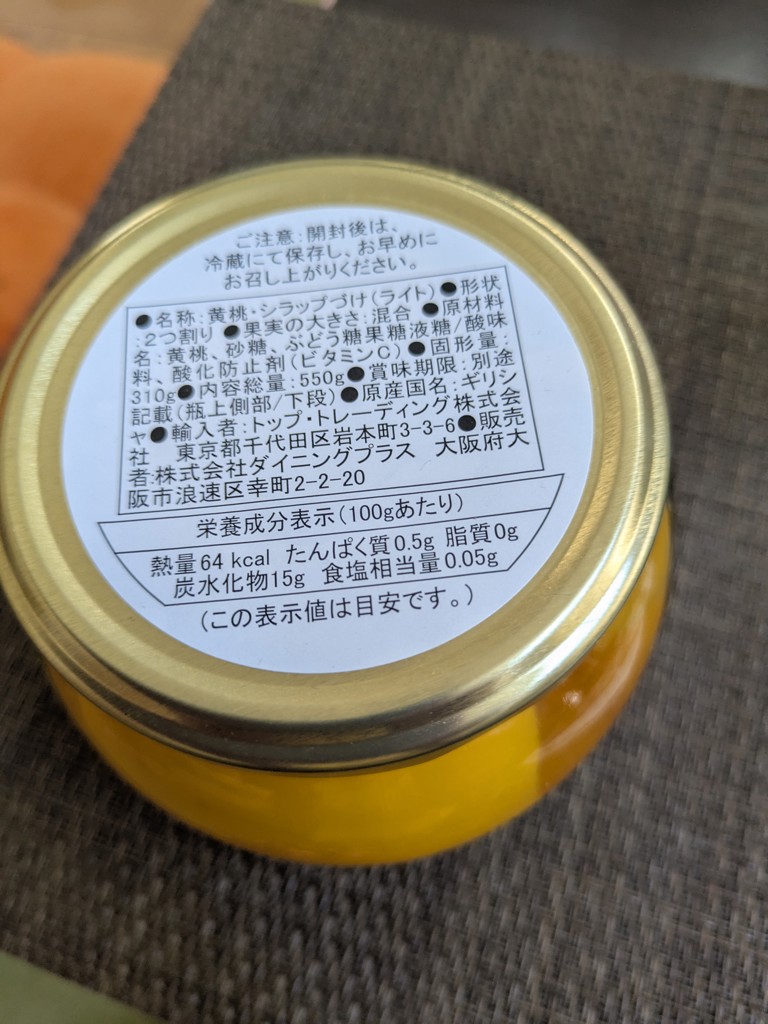 ご注意:開封後は、
冷蔵にて保存し、お早めに
お召し上がりください。
●名称:黄桃・シラップづけ(ライト)●形状
:2つ割り●果実の大きさ:混合 ●原材料
名:黄桃、砂糖、ぶどう糖果糖液糖/酸味
料、酸化防止剤(ビタミンC) ●固形量:
310g●内容総量:550g●賞味期限:別途
記載(瓶上側部/下段)●原産国名:ギリシ
ャ●輸入者:トップ・トレーディング株式会
社 東京都千代田区岩本町3-3-6●販売
者:株式会社ダイニングプラス 大阪府大
阪市浪速区幸町2-2-20
栄養成分表示(100gあたり)
熱量64 kcal たんぱく質0.5g 脂質0g
炭水化物15g 食塩相当量0.05g
(この表示値は目安です。)